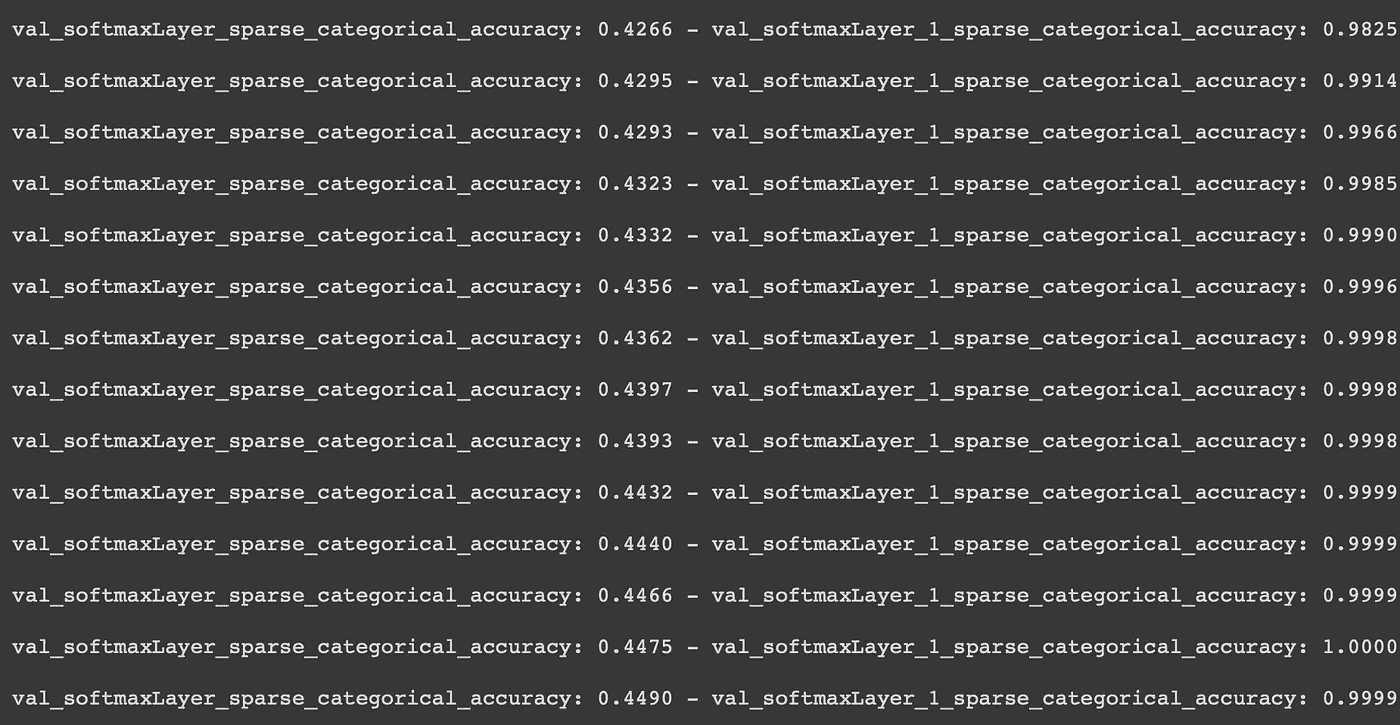 val_softmaxLayer_sparse_categorical_accuracy: 0.4266 - val_softmaxLayer_1_sparse_categorical_accuracy: 0.9825
val_softmaxLayer_sparse_categorical_accuracy: 0.4295 - val_softmaxLayer_1_sparse_categorical_accuracy: 0.9914
val_softmaxLayer_sparse_categorical_accuracy: 0.4293 - val_softmaxLayer_1_sparse_categorical_accuracy: 0.9966
val_softmaxLayer_sparse_categorical_accuracy: 0.4323 - val_softmaxLayer_1_sparse_categorical_accuracy: 0.9985
val_softmaxLayer_sparse_categorical_accuracy: 0.4332 - val_softmaxLayer_1_sparse_categorical_accuracy: 0.9990
val_softmaxLayer_sparse_categorical_accuracy: 0.4356 - val_softmaxLayer_1_sparse_categorical_accuracy: 0.9996
val_softmaxLayer_sparse_categorical_accuracy: 0.4362 - val_softmaxLayer_1_sparse_categorical_accuracy: 0.9998
val_softmaxLayer_sparse_categorical_accuracy: 0.4397 - val_softmaxLayer_1_sparse_categorical_accuracy: 0.9998
val_softmaxLayer_sparse_categorical_accuracy: 0.4393 - val_softmaxLayer_1_sparse_categorical_accuracy: 0.9998
val_softmaxLayer_sparse_categorical_accuracy: 0.4432 - val_softmaxLayer_1_sparse_categorical_accuracy: 0.9999
val_softmaxLayer_sparse_categorical_accuracy: 0.4440 - val_softmaxLayer_1_sparse_categorical_accuracy: 0.9999
val_softmaxLayer_sparse_categorical_accuracy: 0.4466 - val_softmaxLayer_1_sparse_categorical_accuracy: 0.9999
val_softmaxLayer_sparse_categorical_accuracy: 0.4475 - val_softmaxLayer_1_sparse_categorical_accuracy: 1.0000
val_softmaxLayer_sparse_categorical_accuracy: 0.4490 - val_softmaxLayer_1_sparse_categorical_accuracy: 0.9999